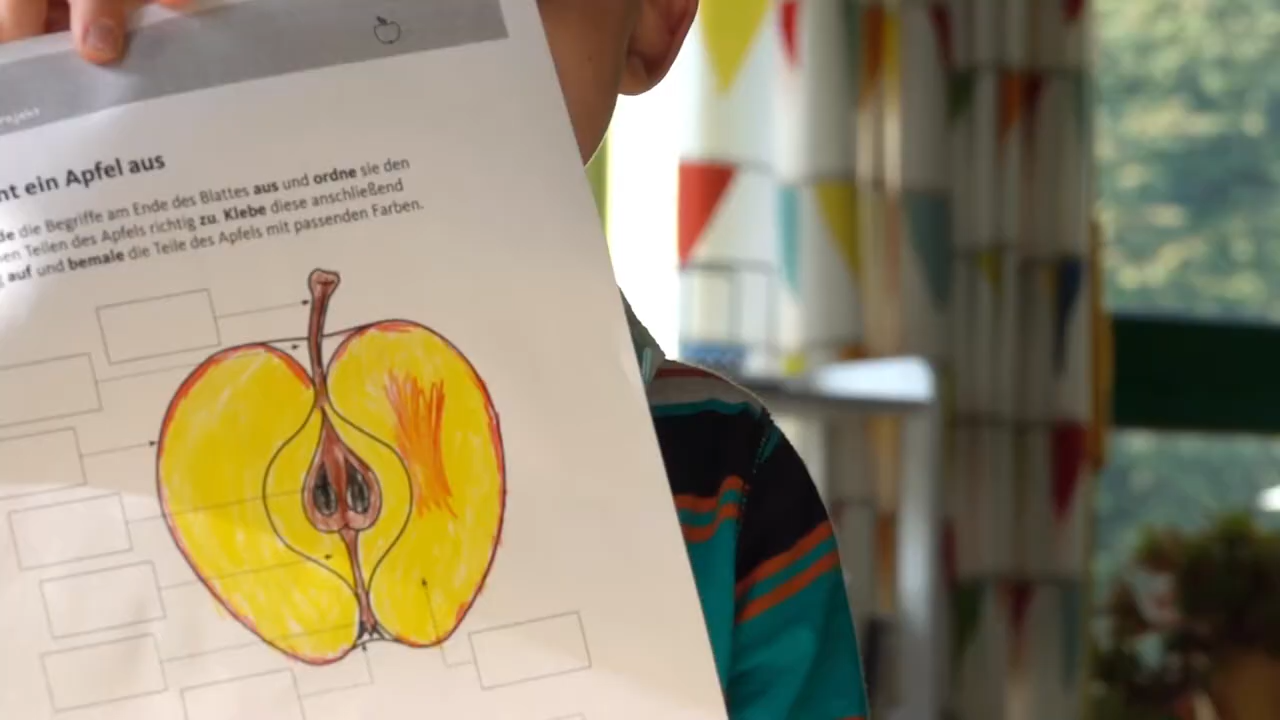 rojekt
nt ein Apfel aus
de die Begriffe am Ende des Blattes aus und ordne sie den
en Teilen des Apfels richtig zu. Klebe diese anschließend
auf und bemale die Teile des Apfels mit passenden Farben.